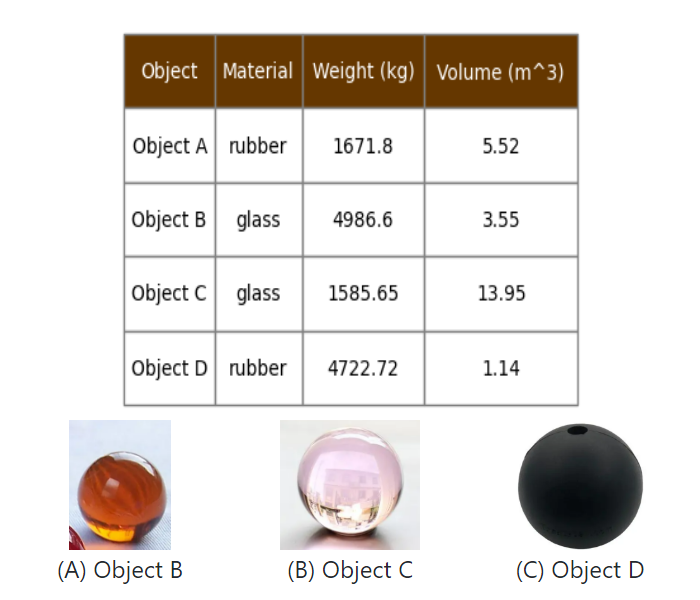 Object Material Weight (kg) Volume (m^3)
Object A rubber 1671.8 5.52
Object B glass 4986.6 3.55
Object C glass 1585.65 13.95
Object D rubber 4722.72 1.14
(A) Object B (B) Object C (C) Object D